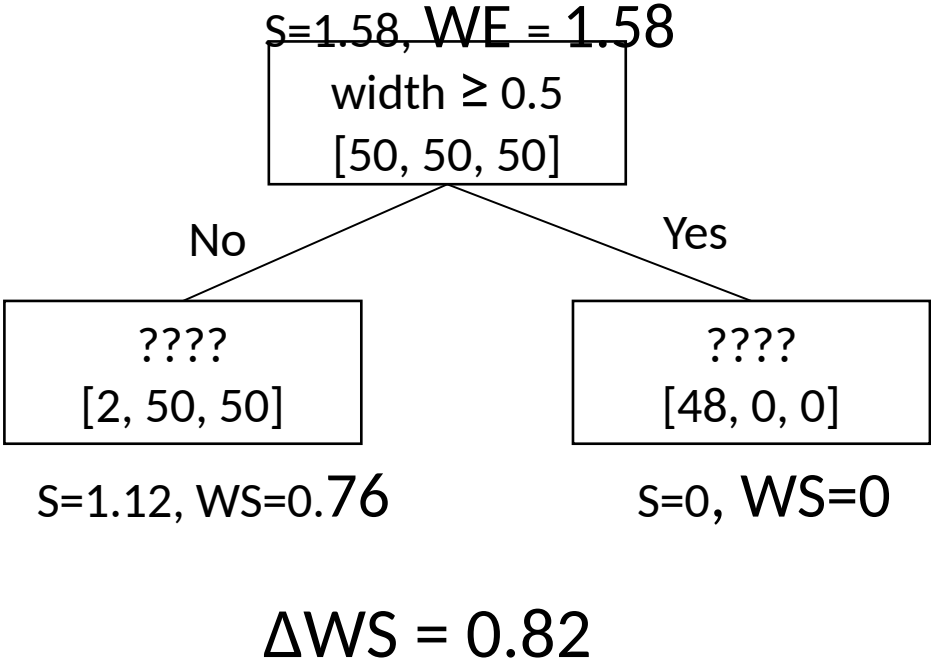 S=1.58, WE = 1.58
width ≥ 0.5
[50, 50, 50]
No
Yes
????
[2, 50, 50]
????
[48, 0, 0]
S=1.12, WS=0.76
S=0, WS=0
ΔWS = 0.82